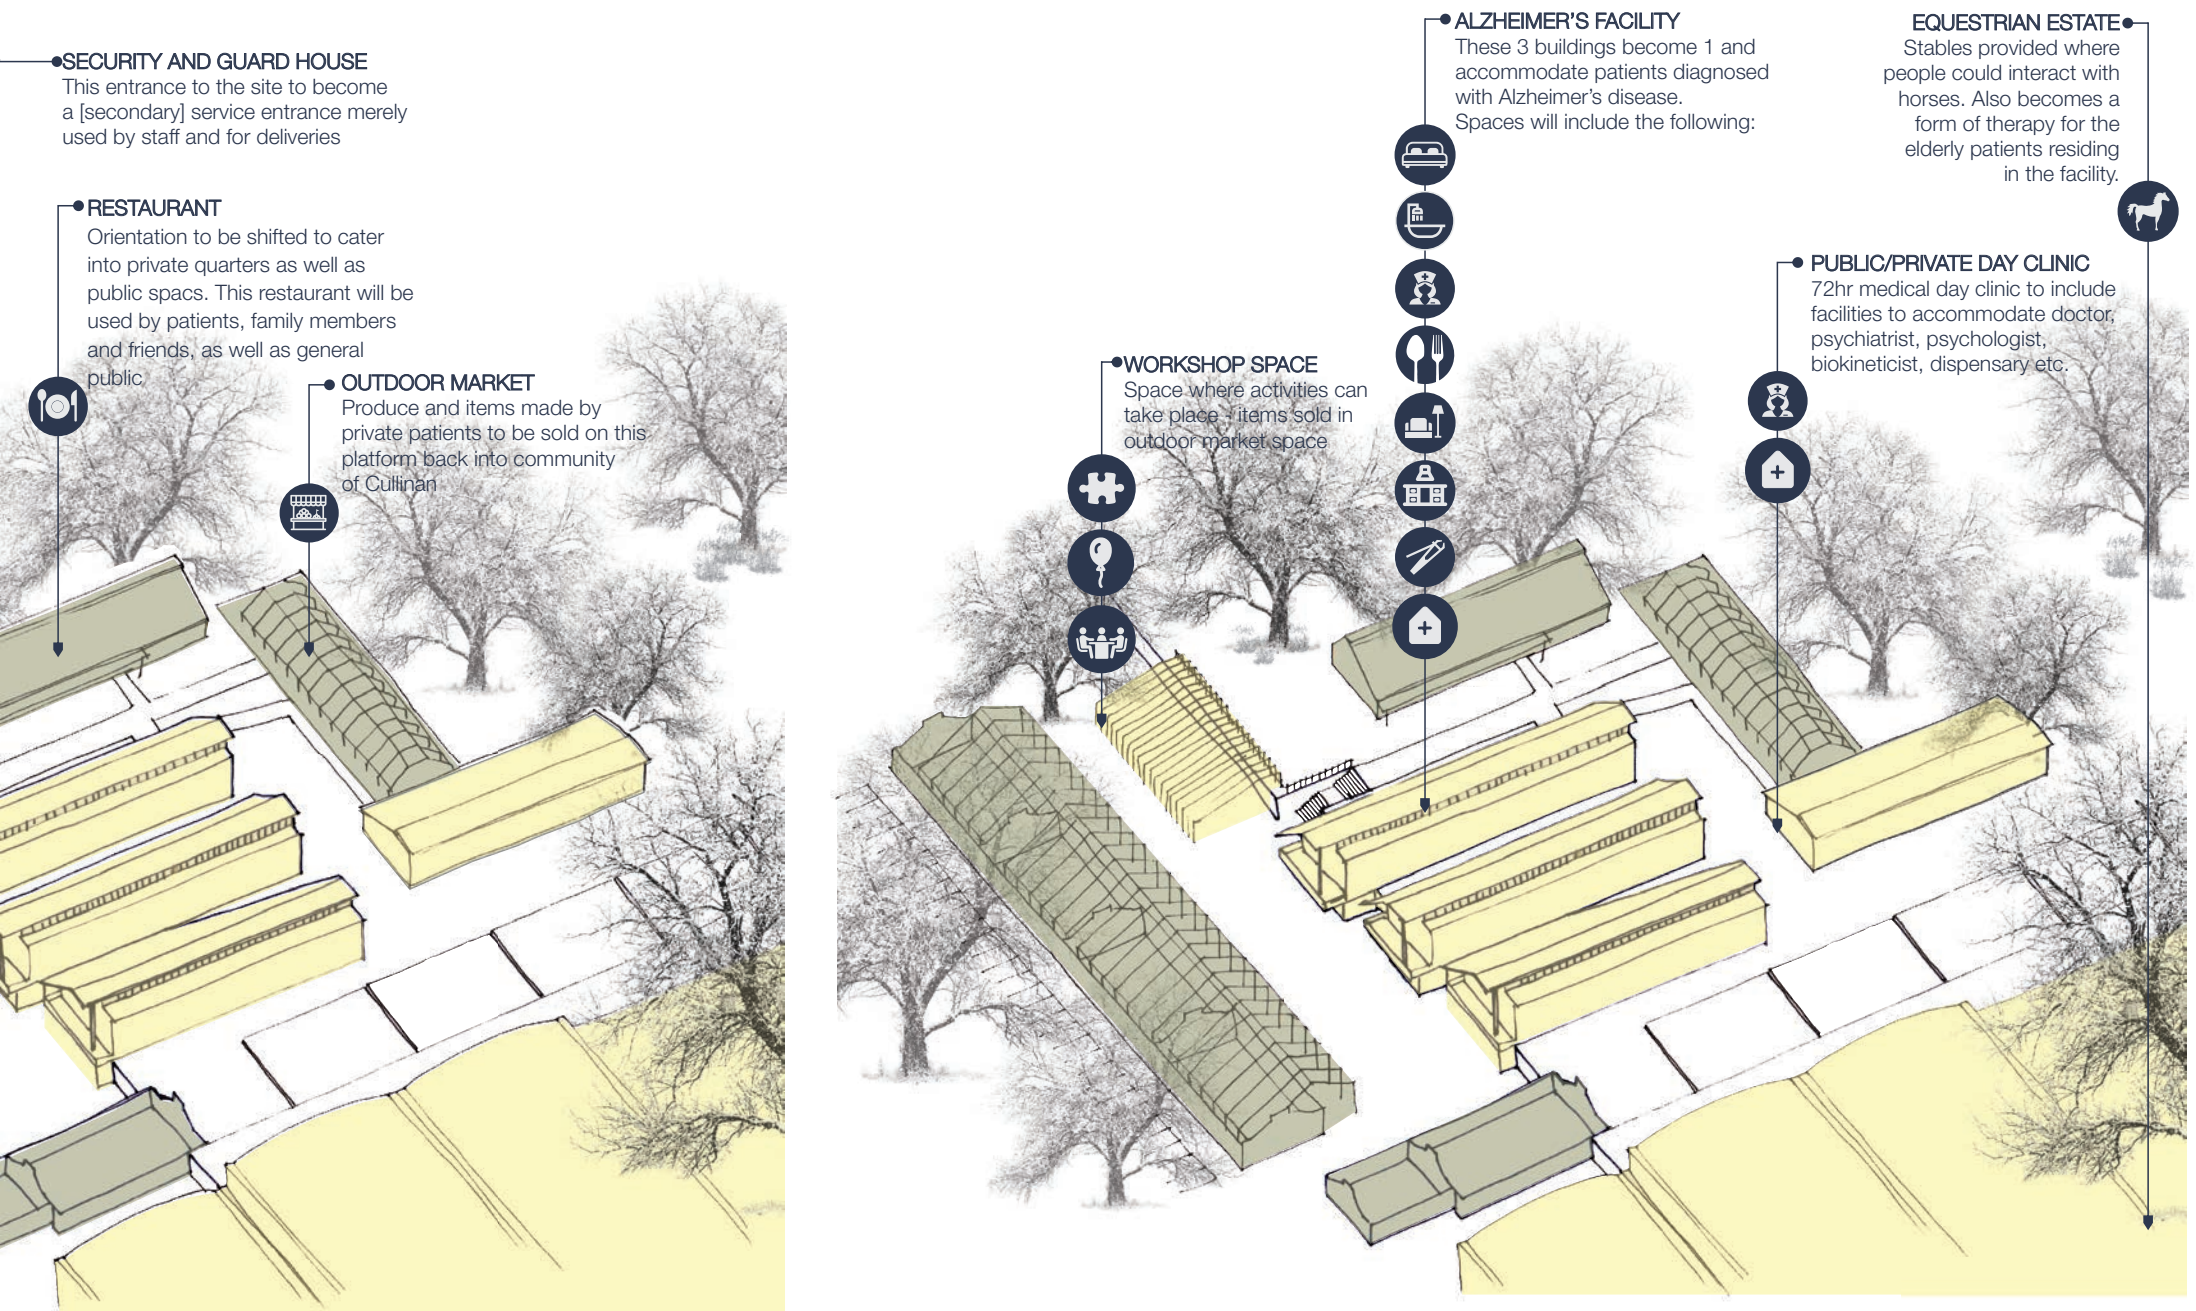 SECURITY AND GUARD HOUSE
This entrance to the site to become
a [secondary] service entrance merely
used by staff and for deliveries
RESTAURANT
Orientation to be shifted to cater
into private quarters as well as
public spacs. This restaurant will be
used by patients, family members
and friends, as well as general
public
OUTDOOR MARKET
Produce and items made by
private patients to be sold on this
platform back into community
of Cullinan
WORKSHOP SPACE
Space where activities can
take place - items sold in
outdoor market space
ALZHEIMER'S FACILITY
These 3 buildings become 1 and
accommodate patients diagnosed
with Alzheimer's disease.
Spaces will include the following:
EQUESTRIAN ESTATE
Stables provided where
people could interact with
horses. Also becomes a
form of therapy for the
elderly patients residing
in the facility.
PUBLIC/PRIVATE DAY CLINIC
72hr medical day clinic to include
facilities to accommodate doctor,
psychiatrist, psychologist,
biokineticist, dispensary etc.